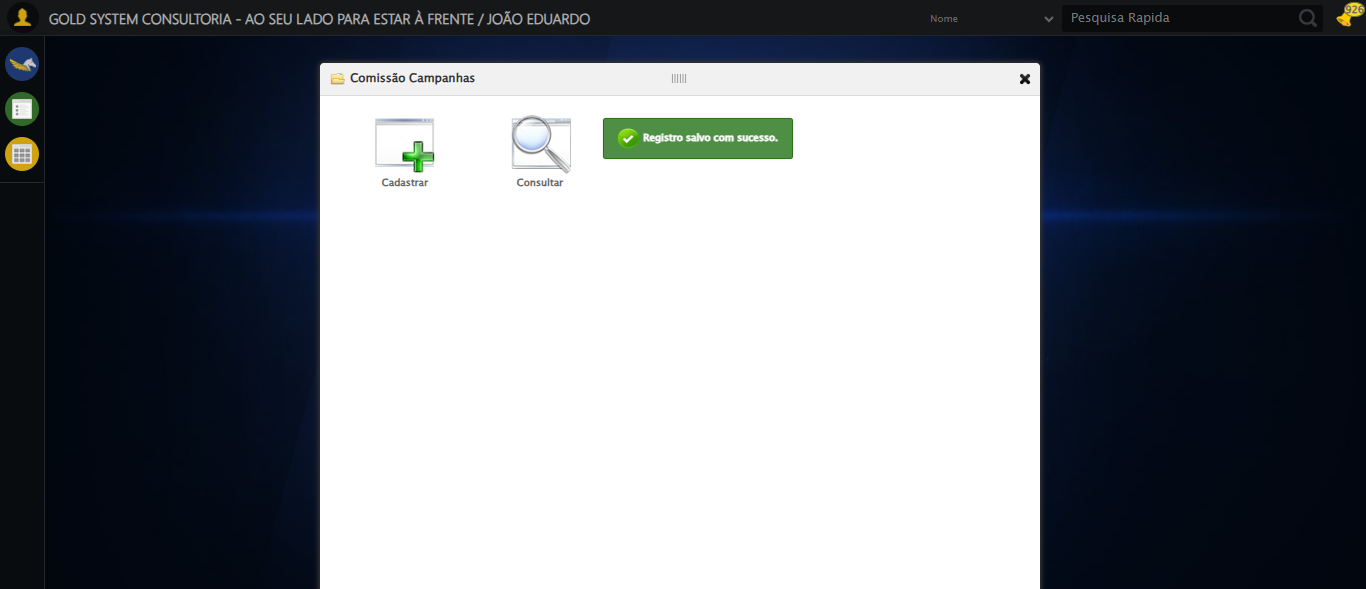 GOLD SYSTEM CONSULTORIA - AO SEU LADO PARA ESTAR À FRENTE / JOÃO EDUARDO
Nome
Pesquisa Rapida
926
Comissão Campanhas
Registro salvo com sucesso.
Cadastrar
Consultar